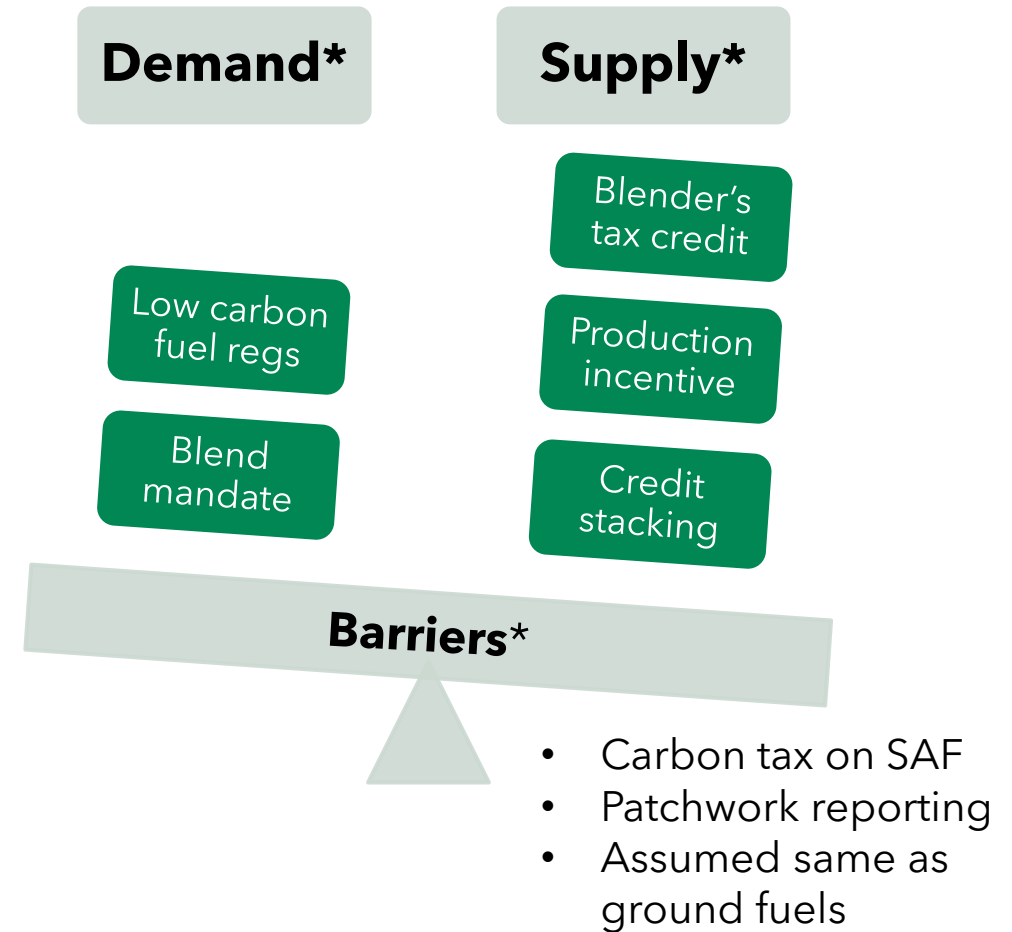 Demand*
Supply*
Blender’s
tax credit
Low carbon
fuel regs
Production
incentive
Blend
mandate
Credit
stacking
Barriers*
• Carbon tax on SAF
• Patchwork reporting
• Assumed same as
ground fuels